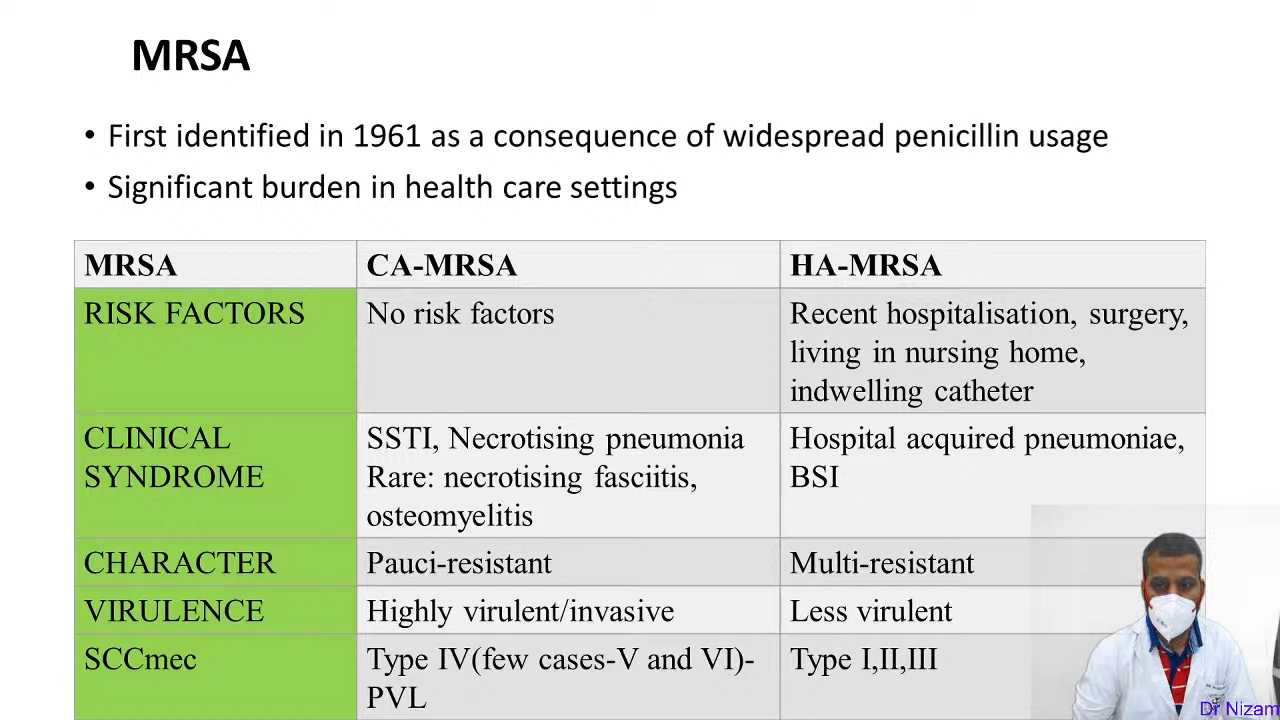 MRSA
• First identified in 1961 as a consequence of widespread penicillin usage
• Significant burden in health care settings
MRSA CA-MRSA HA-MRSA
RISK FACTORS No risk factors Recent hospitalisation, surgery,
living in nursing home,
indwelling catheter
CLINICAL SSTI, Necrotising pneumonia Hospital acquired pneumoniae,
SYNDROME Rare: necrotising fasciitis, BSI
osteomyelitis
CHARACTER Pauci-resistant Multi-resistant
VIRULENCE Highly virulent/invasive Less virulent
SCCmec Type IV(few cases-V and VI)- Type I,II,III
PVL
Dr Nizam